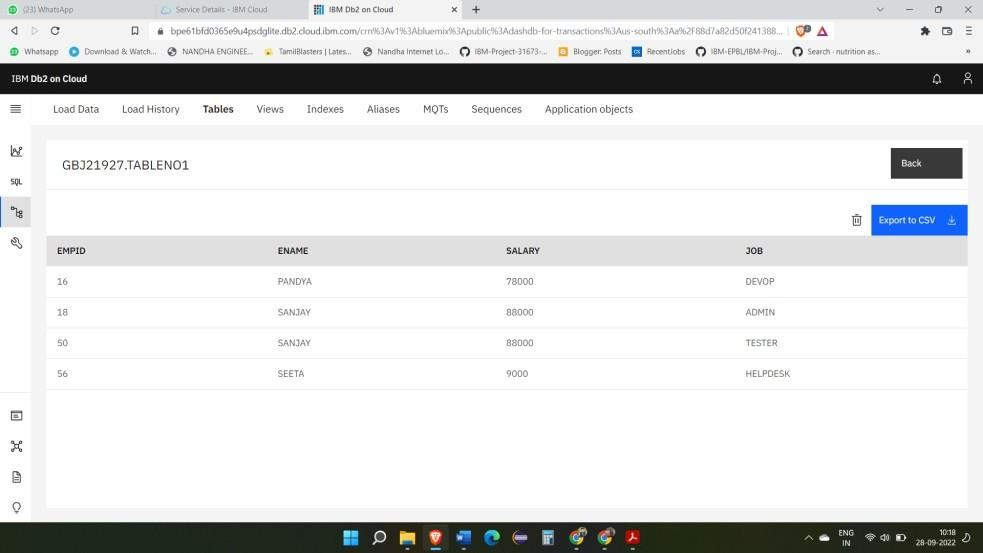 (23) WhatsApp
Service Details - IBM Cloud
IBM Db2 on Cloud
bpe61bfd0365e9u4psdglite.db2.cloud.ibm.com/crn%3Av1%3Abluemix%3Apublic%3Adashdb-for-transactions%3Aus-south%3Aa%2F88d7a82d50f241388...
Whatsapp
Download & Watch...
NANDHA ENGINEE...
TamilBlasters | Lates...
Nandha Internet Lo...
IBM-Project-31673-...
Blogger: Posts
RecentJobs
IBM-EPBL/IBM-Proj...
Search · nutrition as...
IBM Db2 on Cloud
Load Data
Load History
Tables
Views
Indexes
Aliases
MQTs
Sequences
Application objects
SQL
GBJ21927.TABLENO1
Back
Export to CSV
EMPID ENAME SALARY JOB
16 PANDYA 78000 DEVOP
18 SANJAY 88000 ADMIN
50 SANJAY 88000 TESTER
56 SEETA 9000 HELPDESK
ENG
IN
10:18
28-09-2022